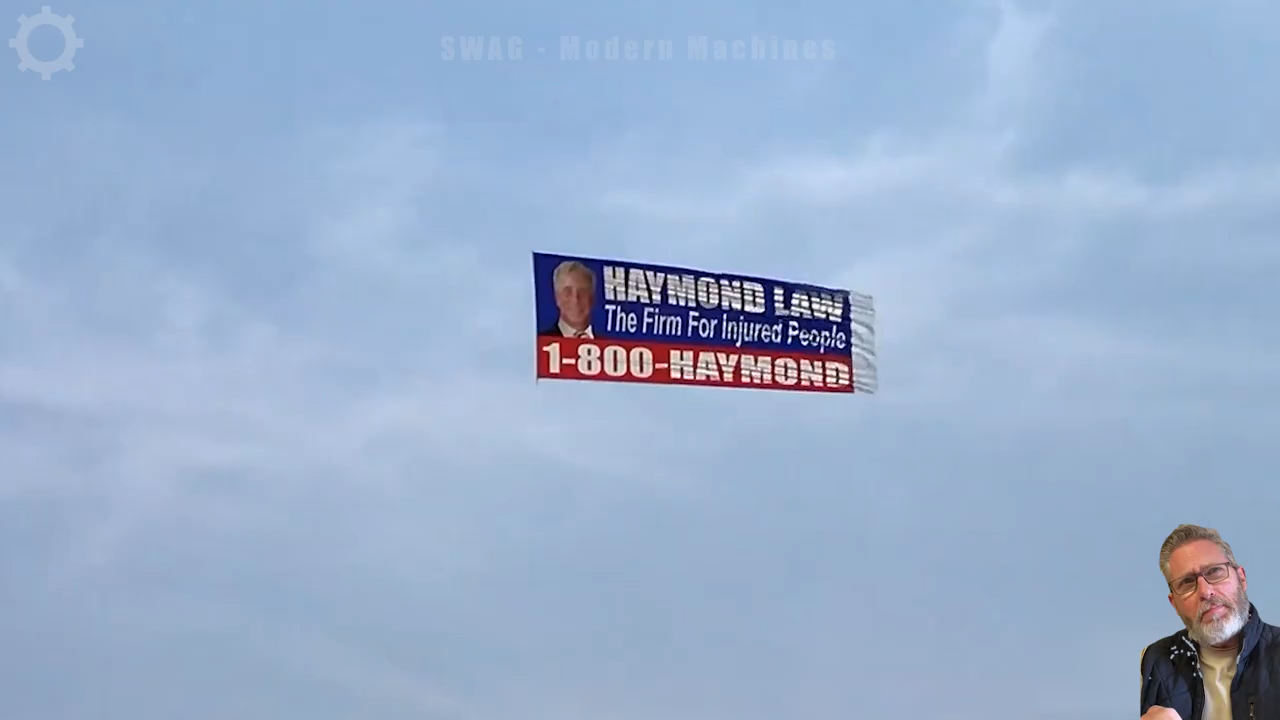 SWAG - Modern Machines
HAYMOND LAW
The Firm For Injured People
1-800-HAYMOND